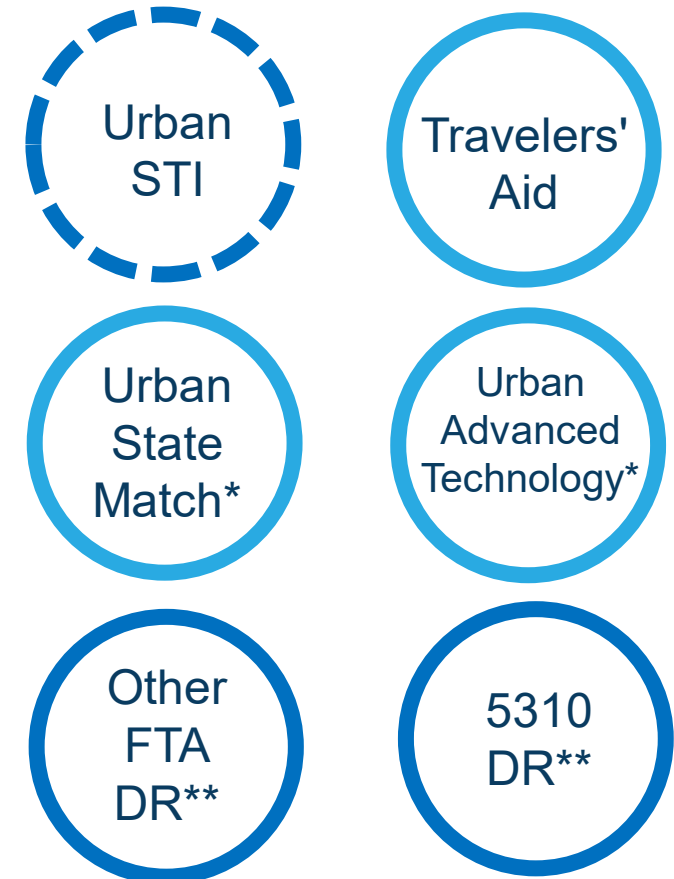 Urban
STI
Travelers'
Aid
Urban
State
Match*
Urban
Advanced
Technology*
Other
FTA
DR**
5310
DR**